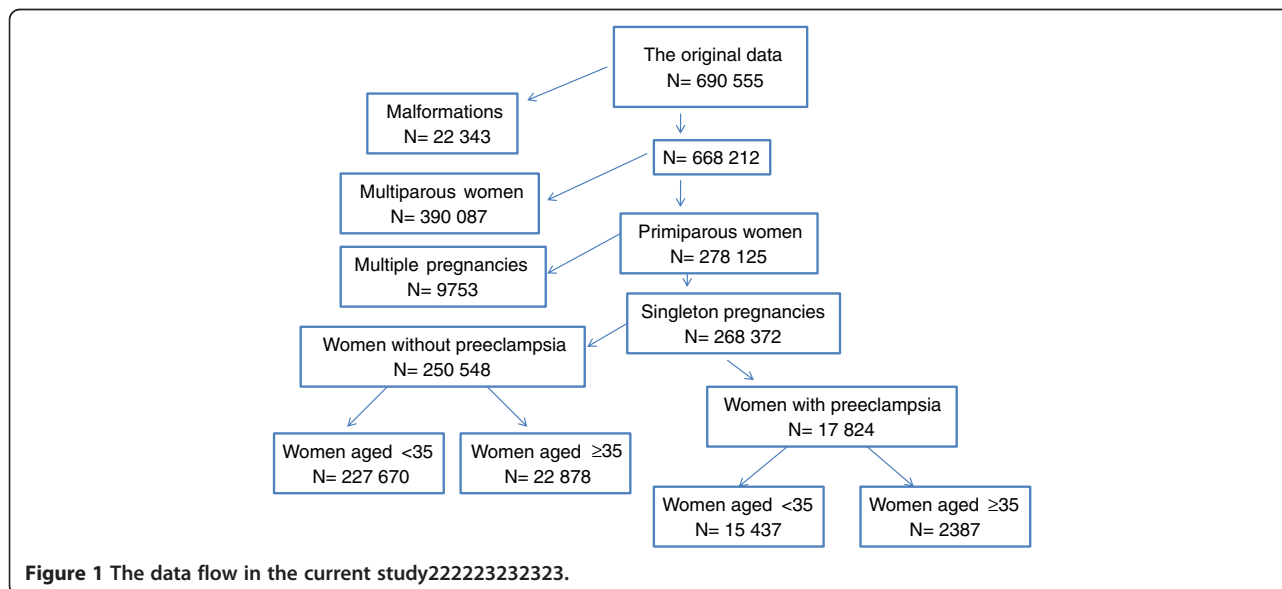 The original data
N= 690 555
Malformations
N= 22 343
N= 668 212
Multiparous women
N= 390 087
Primiparous women
N= 278 125
Multiple pregnancies
N= 9753
Singleton pregnancies
N= 268 372
Women without preeclampsia
N= 250 548
Women with preeclampsia
N= 17 824
Women aged <35
N= 227 670
Women aged ≥35
N= 22 878
Women aged <35
N= 15 437
Women aged ≥35
N= 2387
Figure 1 The data flow in the current study222223232323.